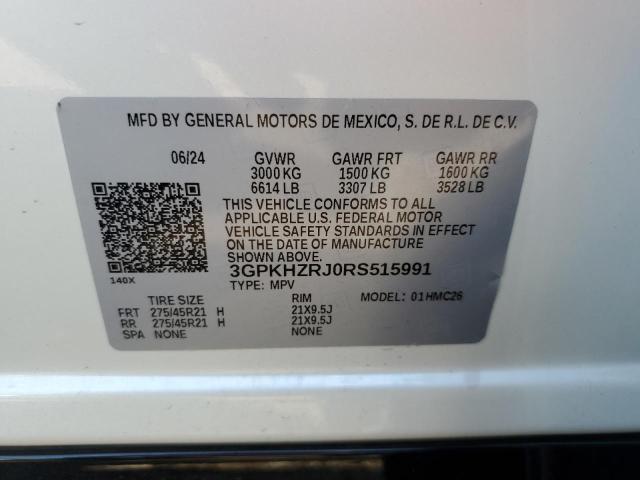 MFD BY GENERAL MOTORS DE MEXICO, S. DE R.L. DE C.V.
06/24 GVWR GAWR FRT GAWR RR
3000 KG 1500 KG 1600 KG
6614 LB 3307 LB 3528 LB
THIS VEHICLE CONFORMS TO ALL
APPLICABLE U.S. FEDERAL MOTOR
VEHICLE SAFETY STANDARDS IN EFFECT
ON THE DATE OF MANUFACTURE
SHOWN ABOVE.
3GPKHZRJ0RS515991
140X
TYPE: MPV
TIRE SIZE RIM MODEL: 01HMC26
FRT 275/45R21 H 21X9.5J
RR 275/45R21 H 21X9.5J
SPA NONE NONE